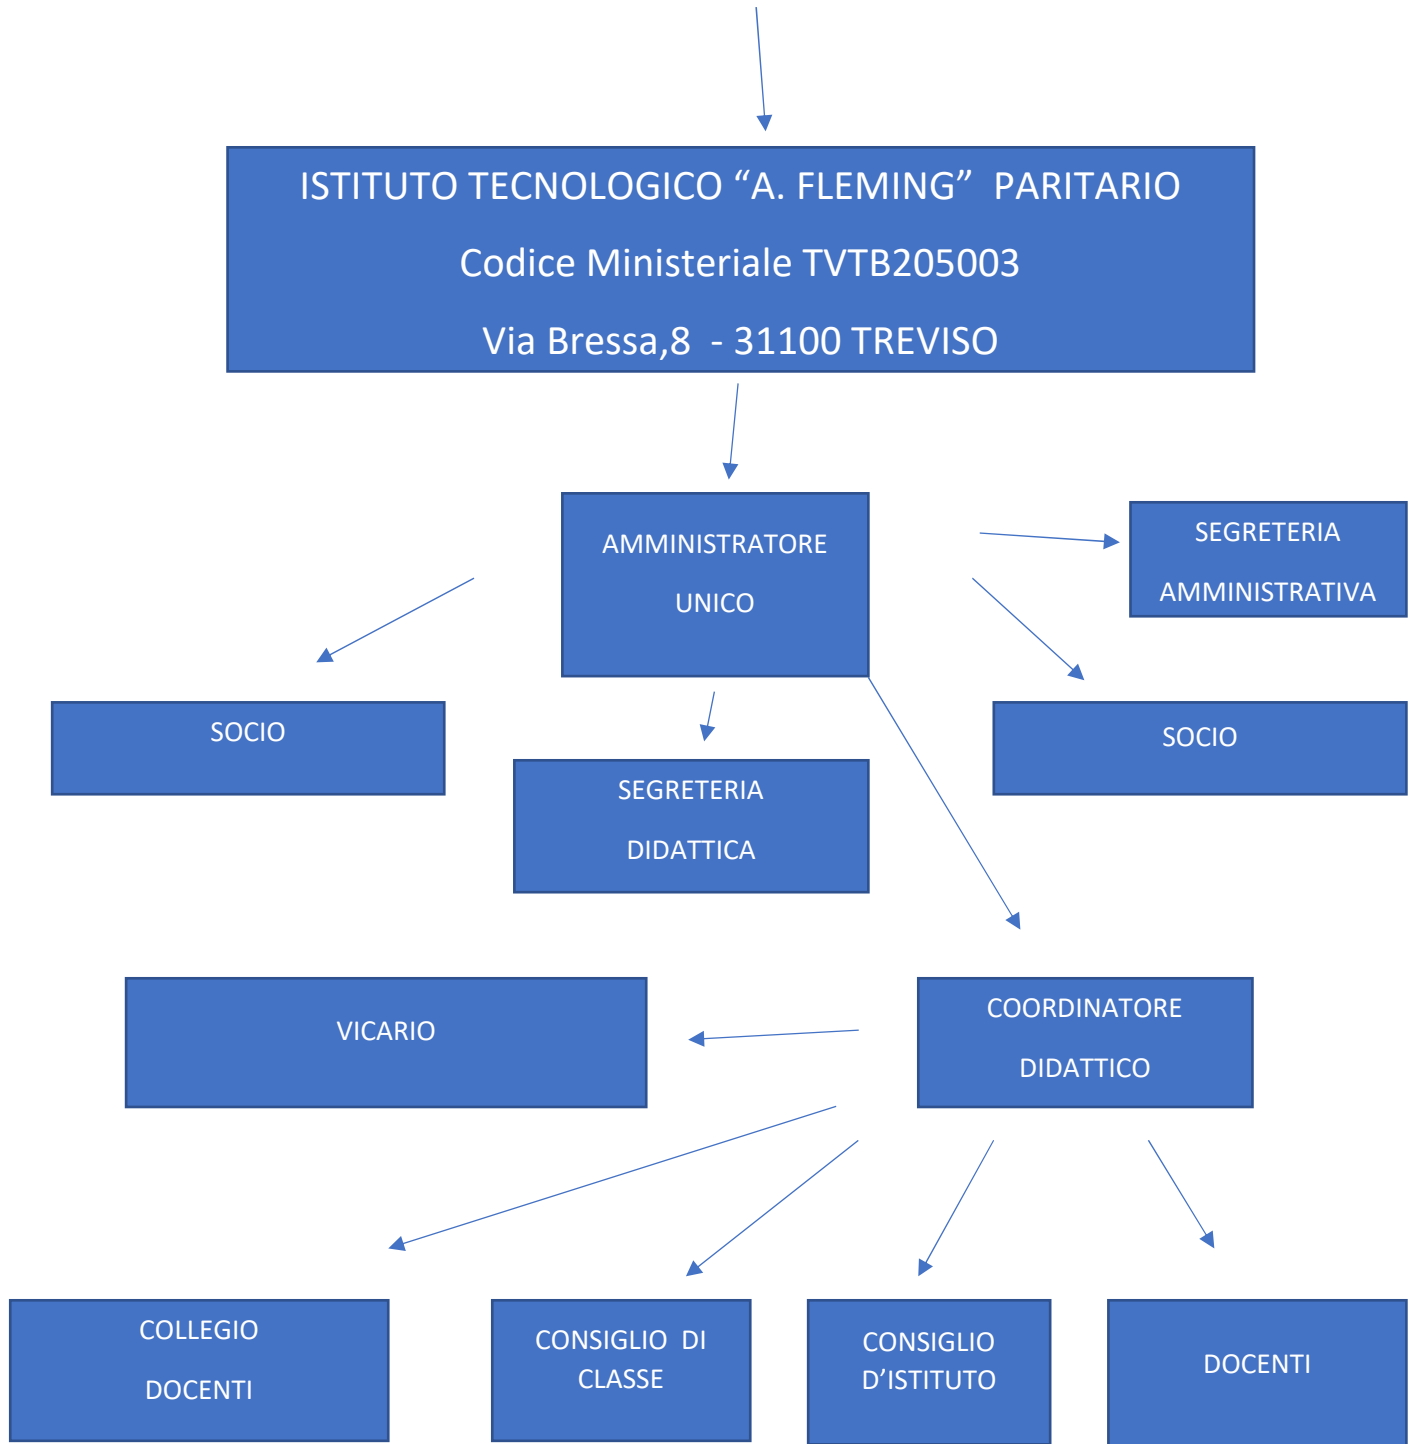 ISTITUTO TECNOLOGICO “A. FLEMING”  PARITARIO
Codice Ministeriale TVTB205003
Via Bressa,8  - 31100 TREVISO
AMMINISTRATORE
UNICO
SEGRETERIA
AMMINISTRATIVA
SOCIO
SOCIO
SEGRETERIA
DIDATTICA
VICARIO
COORDINATORE
DIDATTICO
COLLEGIO
DOCENTI
CONSIGLIO  DI
CLASSE
CONSIGLIO
D’ISTITUTO
DOCENTI